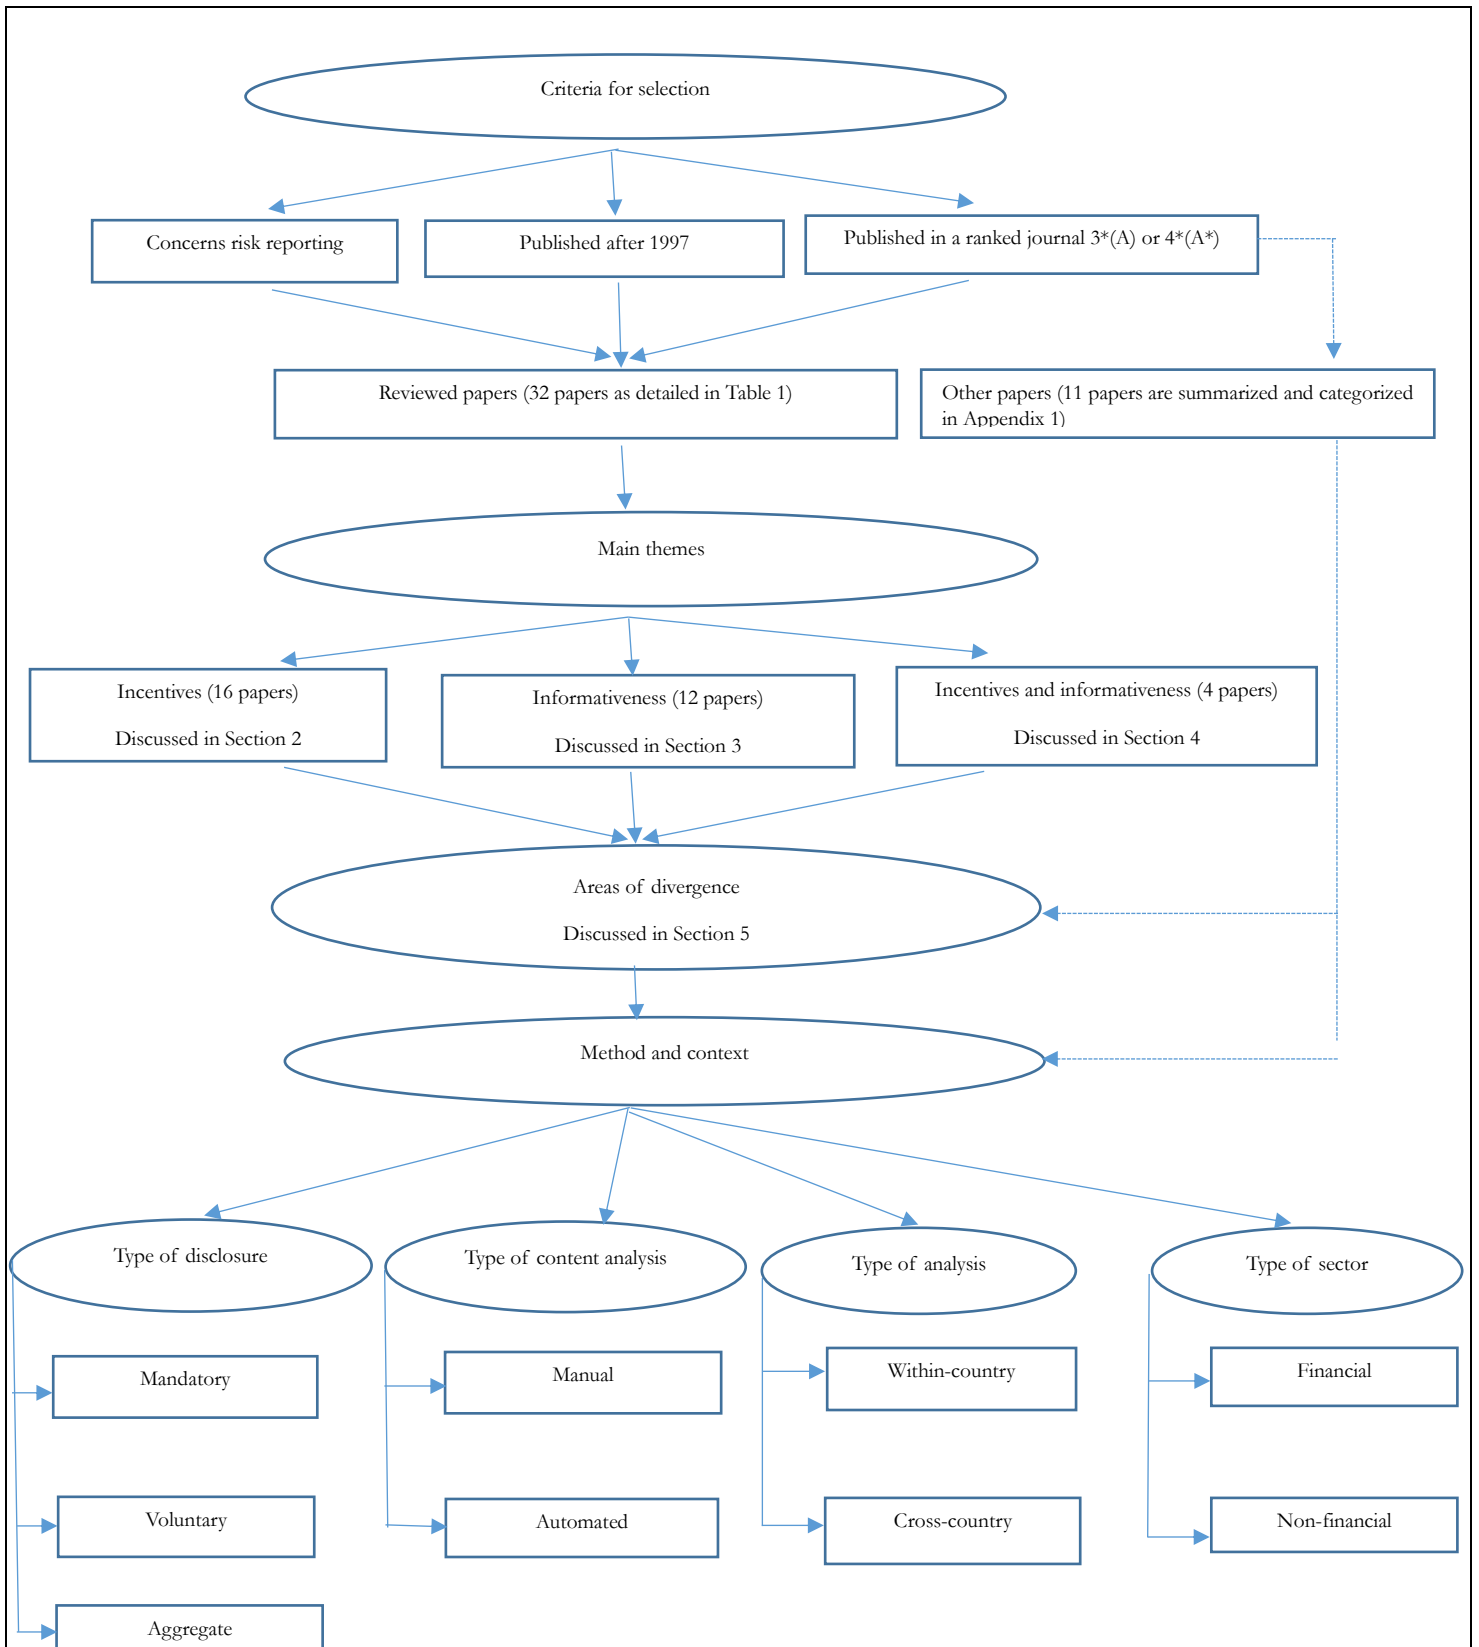 Criteria for selection
Concerns risk reporting
Published after 1997
Published in a ranked journal 3*(A) or 4*(A*)
Reviewed papers (32 papers as detailed in Table 1)
Other papers (11 papers are summarized and categorized
in Appendix 1)
Main themes
Incentives (16 papers)
Discussed in Section 2
Informativeness (12 papers)
Discussed in Section 3
Incentives and informativeness (4 papers)
Discussed in Section 4
Areas of divergence
Discussed in Section 5
Method and context
Type of disclosure
Type of content analysis
Type of analysis
Type of sector
Mandatory
Manual
Within-country
Financial
Voluntary
Automated
Cross-country
Non-financial
Aggregate